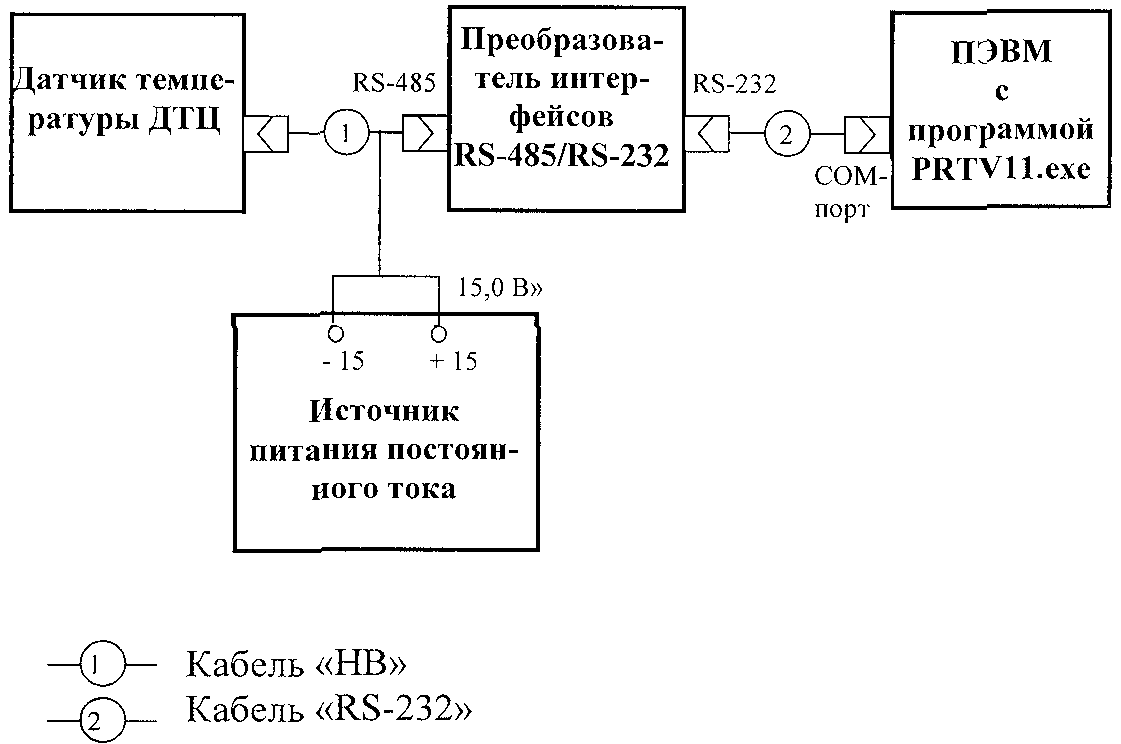 Датчик темпе-
ратуры ДТЦ
RS-485
1
Преобразова-
тель интер-
фейсов
RS-485/RS-232
RS-232
2
COM-
порт
ПЭВМ
с
программой
PRTV11.exe
15,0 В»
- 15
+ 15
Источник
питания постоян-
ного тока
1 Кабель «НВ»
2 Кабель «RS-232»